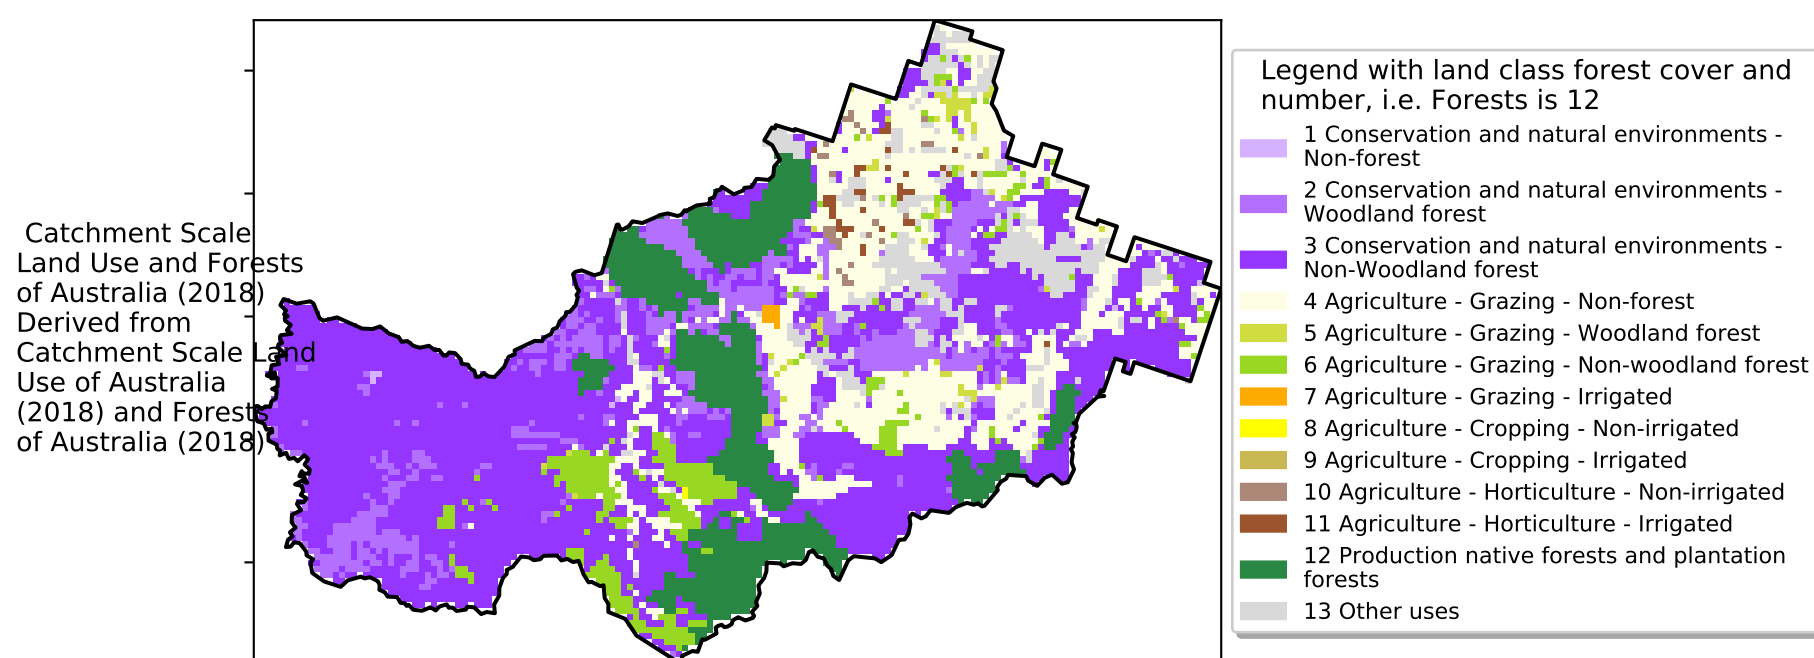 Catchment Scale
Land Use and Forests
of Australia (2018)
Derived from
Catchment Scale Land
Use of Australia
(2018) and Forests
of Australia (2018)
Legend with land class forest cover and
number, i.e. Forests is 12
1 Conservation and natural environments -
Non-forest
2 Conservation and natural environments -
Woodland forest
3 Conservation and natural environments -
Non-Woodland forest
4 Agriculture - Grazing - Non-forest
5 Agriculture - Grazing - Woodland forest
6 Agriculture - Grazing - Non-woodland forest
7 Agriculture - Grazing - Irrigated
8 Agriculture - Cropping - Non-irrigated
9 Agriculture - Cropping - Irrigated
10 Agriculture - Horticulture - Non-irrigated
11 Agriculture - Horticulture - Irrigated
12 Production native forests and plantation
forests
13 Other uses